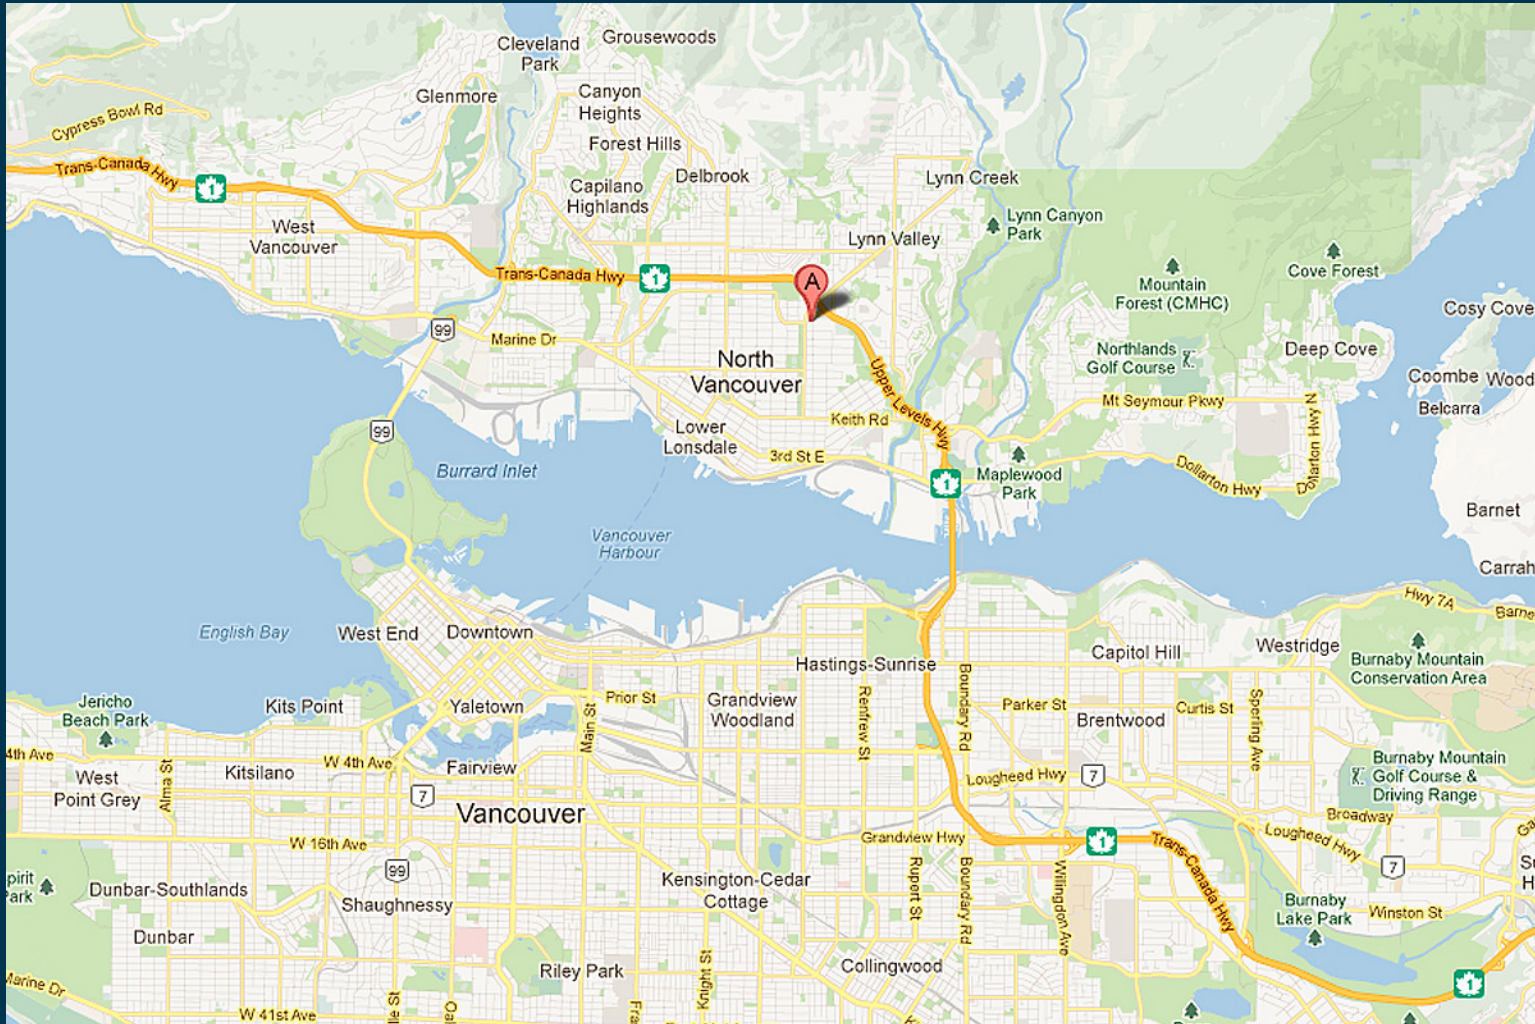 Cleveland
Park
Grousewoods
Glenmore
Canyon
Heights
Cypress Bowl Rd
Forest Hills
Trans-Canada Hwy
1
Delbrook
Capilano
Highlands
Lynn Creek
Lynn Canyon
Park
West
Vancouver
Lynn Valley
Trans-Canada Hwy
1
A
Cove Forest
Mountain
Forest (CMHC)
Cosy Cove
99
Marine Dr
North
Vancouver
Upper Levels Hwy
Northlands
Golf Course
Deep Cove
Coombe
Wood
Belcarra
Mt Seymour Pkwy
Dollarton Hwy N
99
Keith Rd
Lower
Lonsdale
3rd St E
Burrard Inlet
1
Maplewood
Park
Dollarton Hwy
Barnet
Vancouver
Harbour
Carrah
Hwy 7A
Barne
English Bay
West End
Downtown
Hastings-Sunrise
Capitol Hill
Westridge
Burnaby Mountain
Conservation Area
Jericho
Beach Park
Kits Point
Yaletown
Prior St
Main St
Grandview
Woodland
Renfrew St
Boundary Rd
Parker St
Brentwood
Curtis St
Sperling Ave
4th Ave
West
Point Grey
Alma St
Kitsilano
W 4th Ave
Fairview
7
Vancouver
Lougheed Hwy
7
Burnaby Mountain
Golf Course &
Driving Range
Broadway
W 16th Ave
Grandview Hwy
1
Trans-Canada Hwy
Lougheed Hwy
7
pirit
Park
Dunbar-Southlands
99
Shaughnessy
Kensington-Cedar
Cottage
Rupert St
Boundary Rd
Willingdon Ave
Burnaby
Lake Park
Winston St
Dunbar
Riley Park
Knight St
Collingwood
Marine Dr
W 41st Ave
1